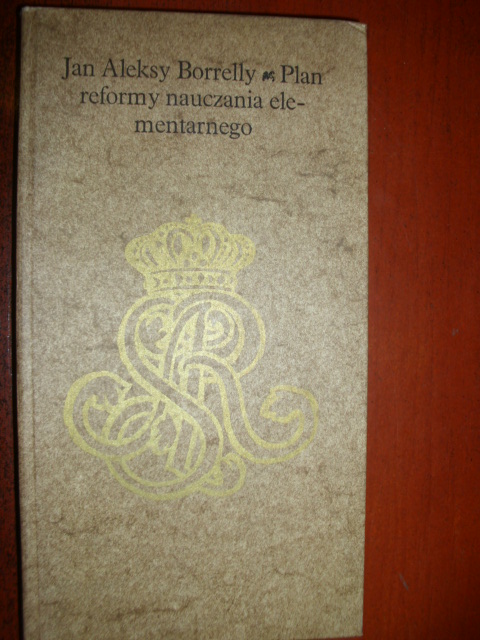 Jan Aleksy Borrelly Plan
reformy nauczania ele-
mentarnego